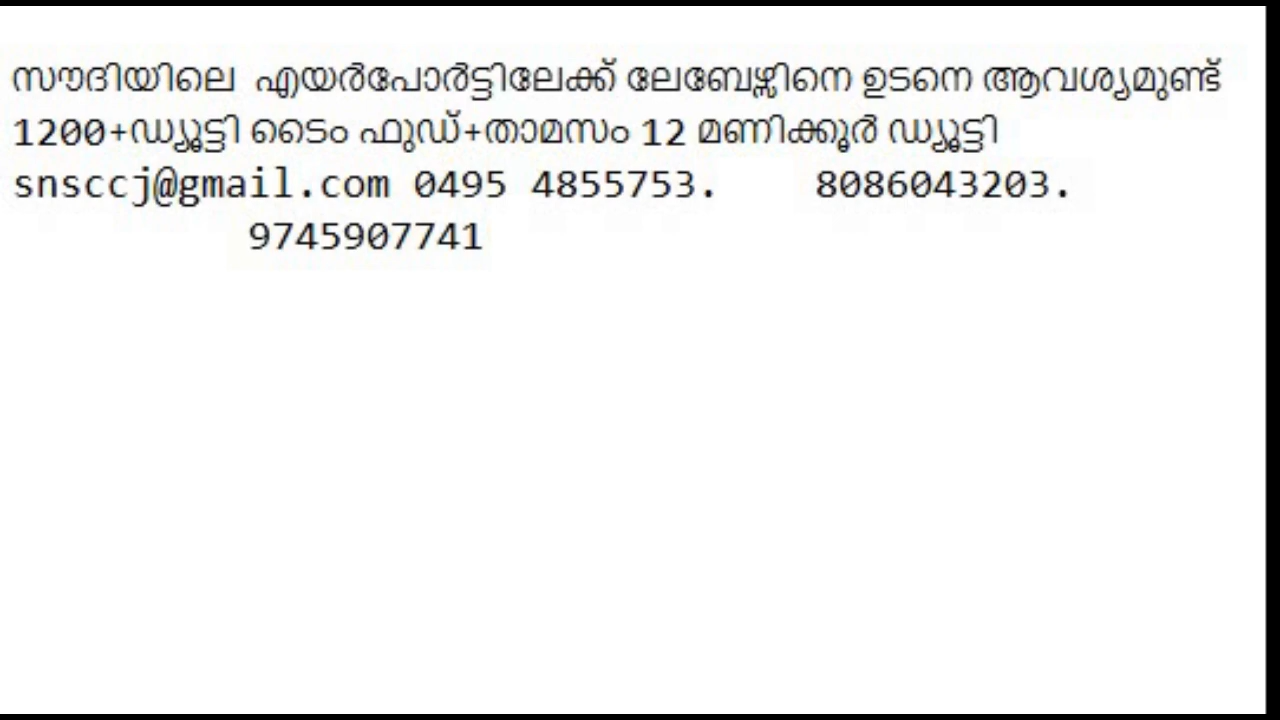 സൗദിയിലെ എയർപോർട്ടിലേക്ക് ലേബേഴ്സിനെ ഉടനെ ആവശ്യമുണ്ട്
1200+ഡ്യൂട്ടി ടൈം ഫുഡ്+താമസം 12 മണിക്കൂർ ഡ്യൂട്ടി
snsccj@gmail.com 0495 4855753. 8086043203.
9745907741